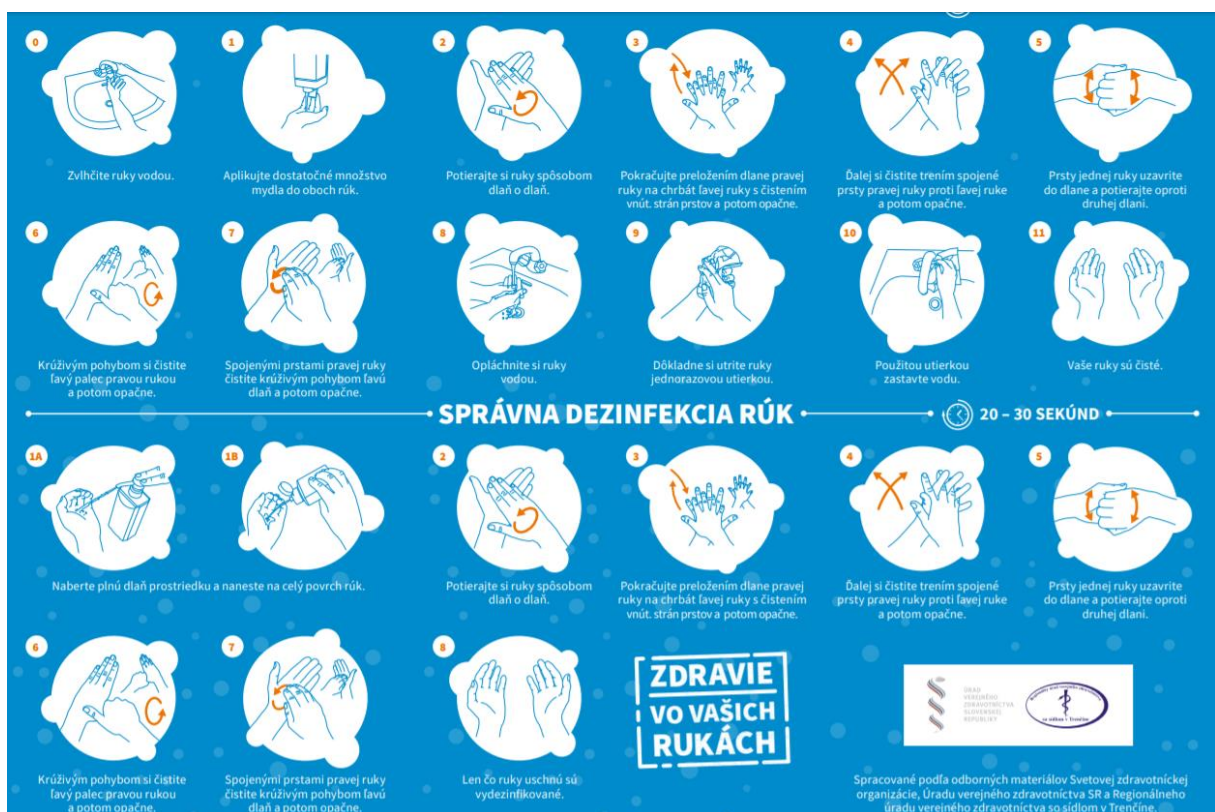 0
Zvlhčite ruky vodou.
1
Aplikujte dostatočné množstvo
mydla do oboch rúk.
2
Potierajte si ruky spôsobom
dlaň o dlaň.
3
Pokračujte preložením dlane pravej
ruky na chrbát ľavej ruky s čistením
vnút. strán prstov a potom opačne.
4
Ďalej si čistite trením spojené
prsty pravej ruky proti ľavej ruke
a potom opačne.
5
Prsty jednej ruky uzavrite
do dlane a potierajte oproti
druhej dlani.
6
Krúživým pohybom si čistite
ľavý palec pravou rukou
a potom opačne.
7
Spojenými prstami pravej ruky
čistite krúživým pohybom ľavú
dlaň a potom opačne.
8
Opláchnite si ruky
vodou.
9
Dôkladne si utrite ruky
jednorazovou utierkou.
10
Použitou utierkou
zastavte vodu.
11
Vaše ruky sú čisté.
SPRÁVNA DEZINFEKCIA RÚK
20 – 30 SEKÚND
1A
1B
Naberte plnú dlaň prostriedku a naneste na celý povrch rúk.
2
Potierajte si ruky spôsobom
dlaň o dlaň.
3
Pokračujte preložením dlane pravej
ruky na chrbát ľavej ruky s čistením
vnút. strán prstov a potom opačne.
4
Ďalej si čistite trením spojené
prsty pravej ruky proti ľavej ruke
a potom opačne.
5
Prsty jednej ruky uzavrite
do dlane a potierajte oproti
druhej dlani.
6
Krúživým pohybom si čistite
ľavý palec pravou rukou
a potom opačne.
7
Spojenými prstami pravej ruky
čistite krúživým pohybom ľavú
dlaň a potom opačne.
8
Len čo ruky uschnú sú
vydezinfikované.
ZDRAVIE
VO VAŠICH
RUKÁCH
ÚRAD
VEREJNÉHO
ZDRAVOTNÍCTVA
SLOVENSKEJ
REPUBLIKY
so sídlom v Trenčíne
Spracované podľa odborných materiálov Svetovej zdravotníckej
organizácie, Úradu verejného zdravotníctva SR a Regionálneho
úradu verejného zdravotníctva so sídlom v Trenčíne.